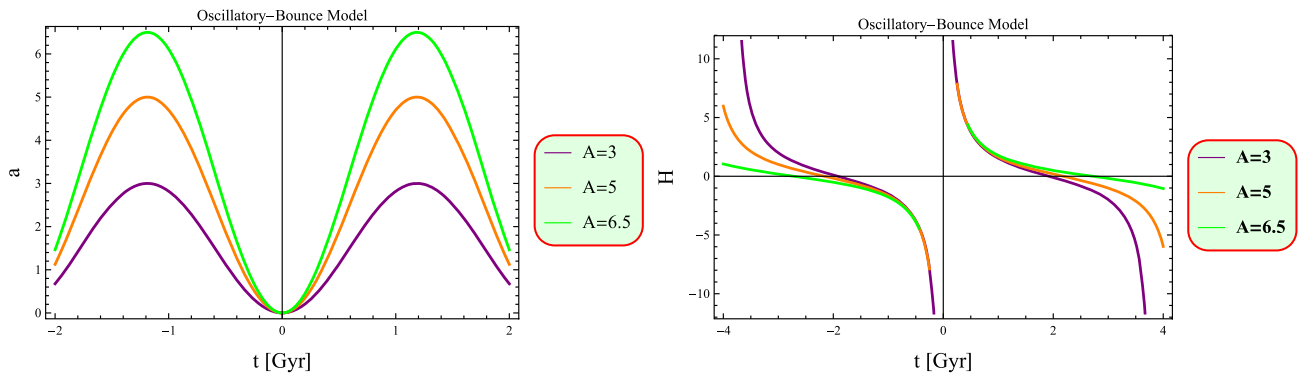 Oscillatory–Bounce Model
a
6
5
4
3
2
1
0
−2
−1
0
1
2
t [Gyr]
A=3
A=5
A=6.5
Oscillatory–Bounce Model
H
10
5
0
−5
−10
−4
−2
0
2
4
t [Gyr]
A=3
A=5
A=6.5